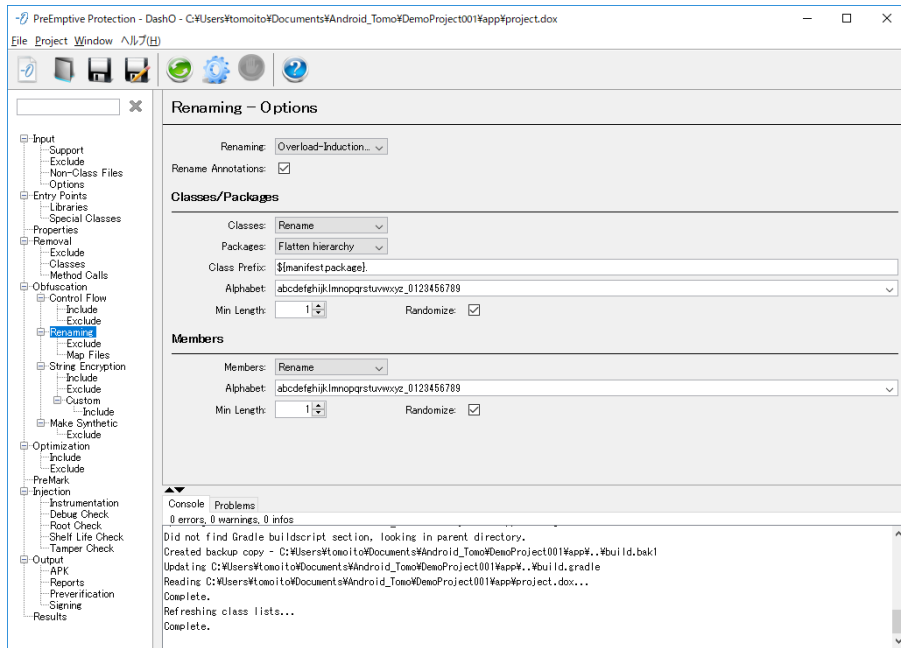 PreEmptive Protection - DashO - C:¥Users¥tomoito¥Documents¥Android_Tomo¥DemoProject001¥app¥project.dox
File Project Window ヘルプ(H)
Input
Support
Exclude
Non-Class Files
Options
Entry Points
Libraries
Special Classes
Properties
Removal
Exclude
Classes
Method Calls
Obfuscation
Control Flow
Include
Exclude
Renaming
Exclude
Map Files
String Encryption
Include
Exclude
Custom
Include
Make Synthetic
Exclude
Optimization
Include
Exclude
PreMark
Injection
Instrumentation
Debug Check
Root Check
Shelf Life Check
Tamper Check
Output
APK
Reports
Preverification
Signing
Results
Renaming - Options
Renaming: Overload-Induction...
Rename Annotations:
Classes/Packages
Classes: Rename
Packages: Flatten hierarchy
Class Prefix: ${manifest.package}.
Alphabet: abcdefghijklmnopqrstuvwxyz_0123456789
Min Length: 1 Randomize:
Members
Members: Rename
Alphabet: abcdefghijklmnopqrstuvwxyz_0123456789
Min Length: 1 Randomize:
Console Problems
0 errors, 0 warnings, 0 infos
Did not find Gradle buildscript section, looking in parent directory.
Created backup copy - C:¥Users¥tomoito¥Documents¥Android_Tomo¥DemoProject001¥app¥..¥build.bak1
Updating C:¥Users¥tomoito¥Documents¥Android_Tomo¥DemoProject001¥app¥..¥build.gradle
Reading C:¥Users¥tomoito¥Documents¥Android_Tomo¥DemoProject001¥app¥project.dox...
Complete.
Refreshing class lists...
Complete.